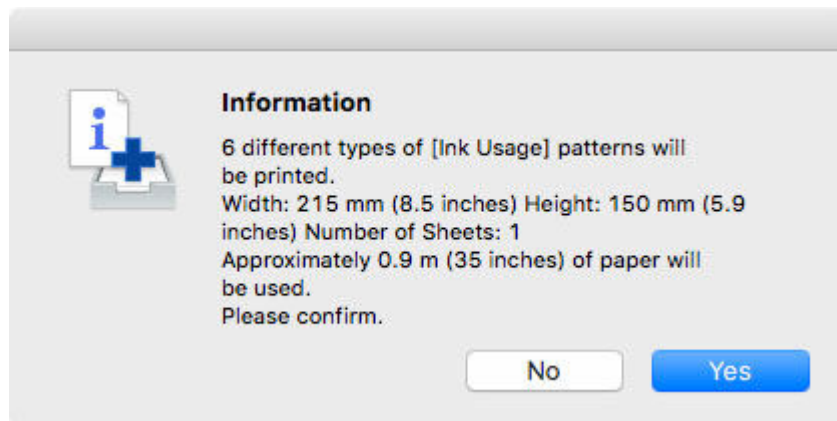 Information
6 different types of [Ink Usage] patterns will
be printed.
Width: 215 mm (8.5 inches) Height: 150 mm (5.9
inches) Number of Sheets: 1
Approximately 0.9 m (35 inches) of paper will
be used.
Please confirm.
No Yes